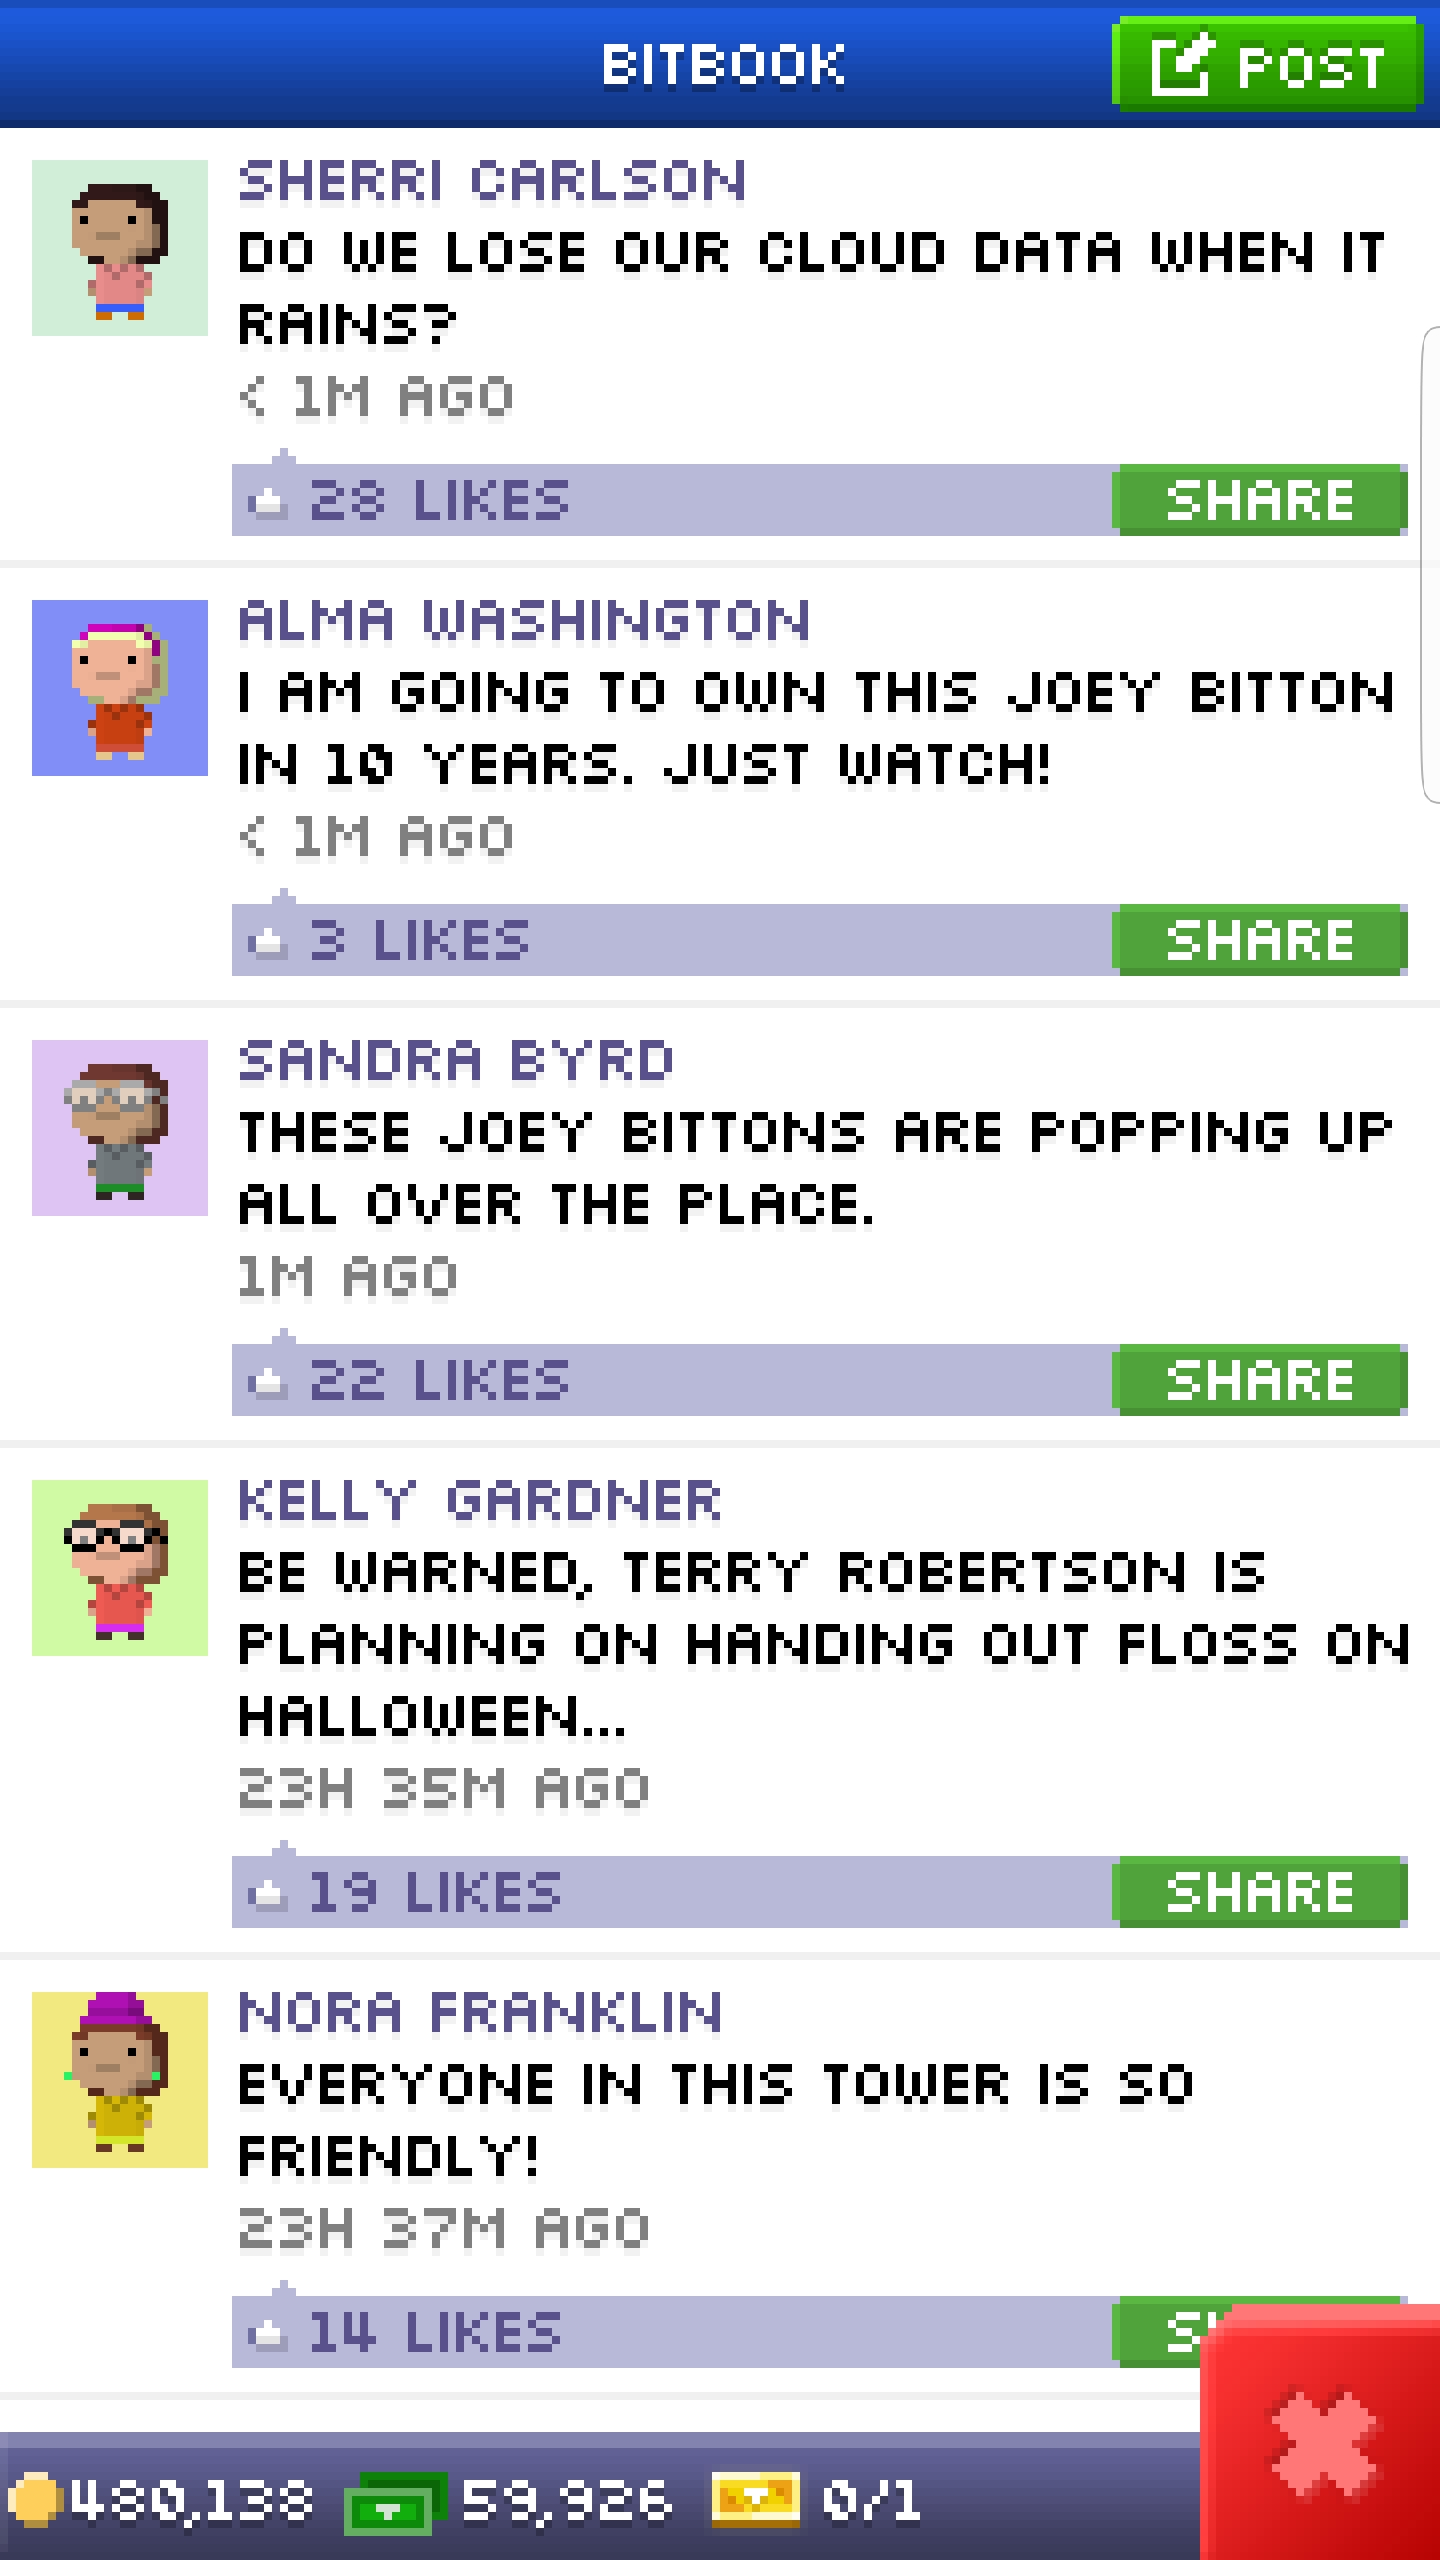 BITBOOK
POST
SHERRI CARLSON
DO WE LOSE OUR CLOUD DATA WHEN IT
RAINS?
< 1M AGO
28 LIKES
SHARE
ALMA WASHINGTON
I AM GOING TO OWN THIS JOEY BITTON
IN 10 YEARS. JUST WATCH!
< 1M AGO
3 LIKES
SHARE
SANDRA BYRD
THESE JOEY BITTONS ARE POPPING UP
ALL OVER THE PLACE.
1M AGO
22 LIKES
SHARE
KELLY GARDNER
BE WARNED, TERRY ROBERTSON IS
PLANNING ON HANDING OUT FLOSS ON
HALLOWEEN...
23H 35M AGO
19 LIKES
SHARE
NORA FRANKLIN
EVERYONE IN THIS TOWER IS SO
FRIENDLY!
23H 37M AGO
14 LIKES
480,138
59,926
0/1